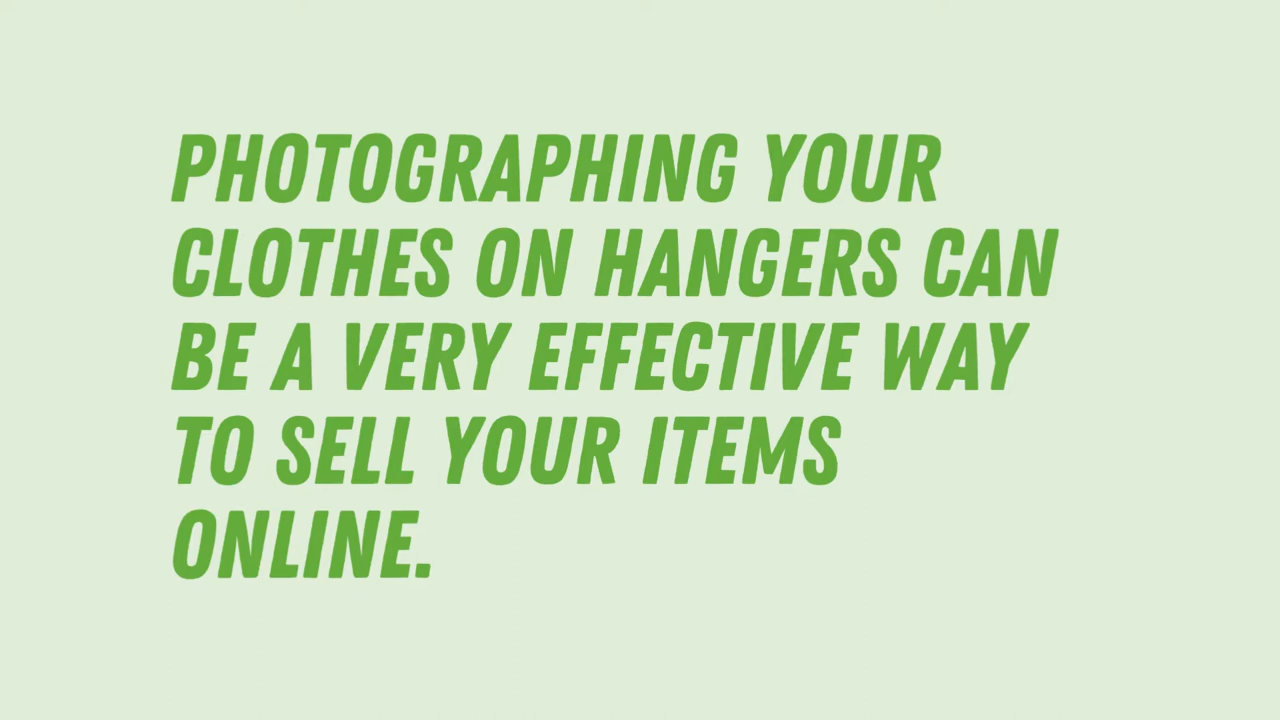 PHOTOGRAPHING YOUR
CLOTHES ON HANGERS CAN
BE A VERY EFFECTIVE WAY
TO SELL YOUR ITEMS
ONLINE.